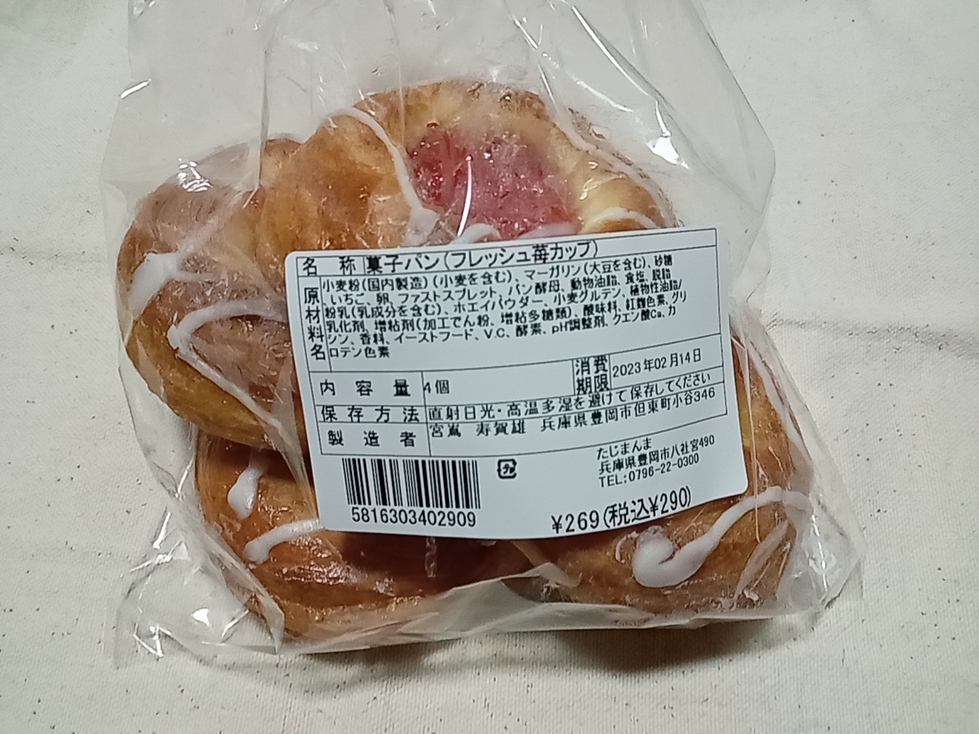 名 称 菓子パン(フレッシュ苺カップ)
原材料名 小麦粉(国内製造)(小麦を含む)、マーガリン(大豆を含む)、砂糖
、いちご、卵、ファストスプレット、パン酵母、動物油脂、食塩、脱脂
粉乳(乳成分を含む)、ホエイパウダー、小麦グルテン、植物性油脂/
乳化剤、増粘剤(加工でん粉、増粘多糖類)、酸味料、紅麹色素、グリ
シン、香料、イーストフード、V.C、酵素、pH調整剤、クエン酸Ca、カ
ロテン色素
内 容 量 4個
消費期限 2023年02月14日
保存方法 直射日光・高温多湿を避けて保存してください
製造者 宮嶌 寿賀雄 兵庫県豊岡市但東町小谷346
たじまんま
兵庫県豊岡市八社宮490
TEL:0796-22-0300
プラ
5816303402909
¥269(税込¥290)